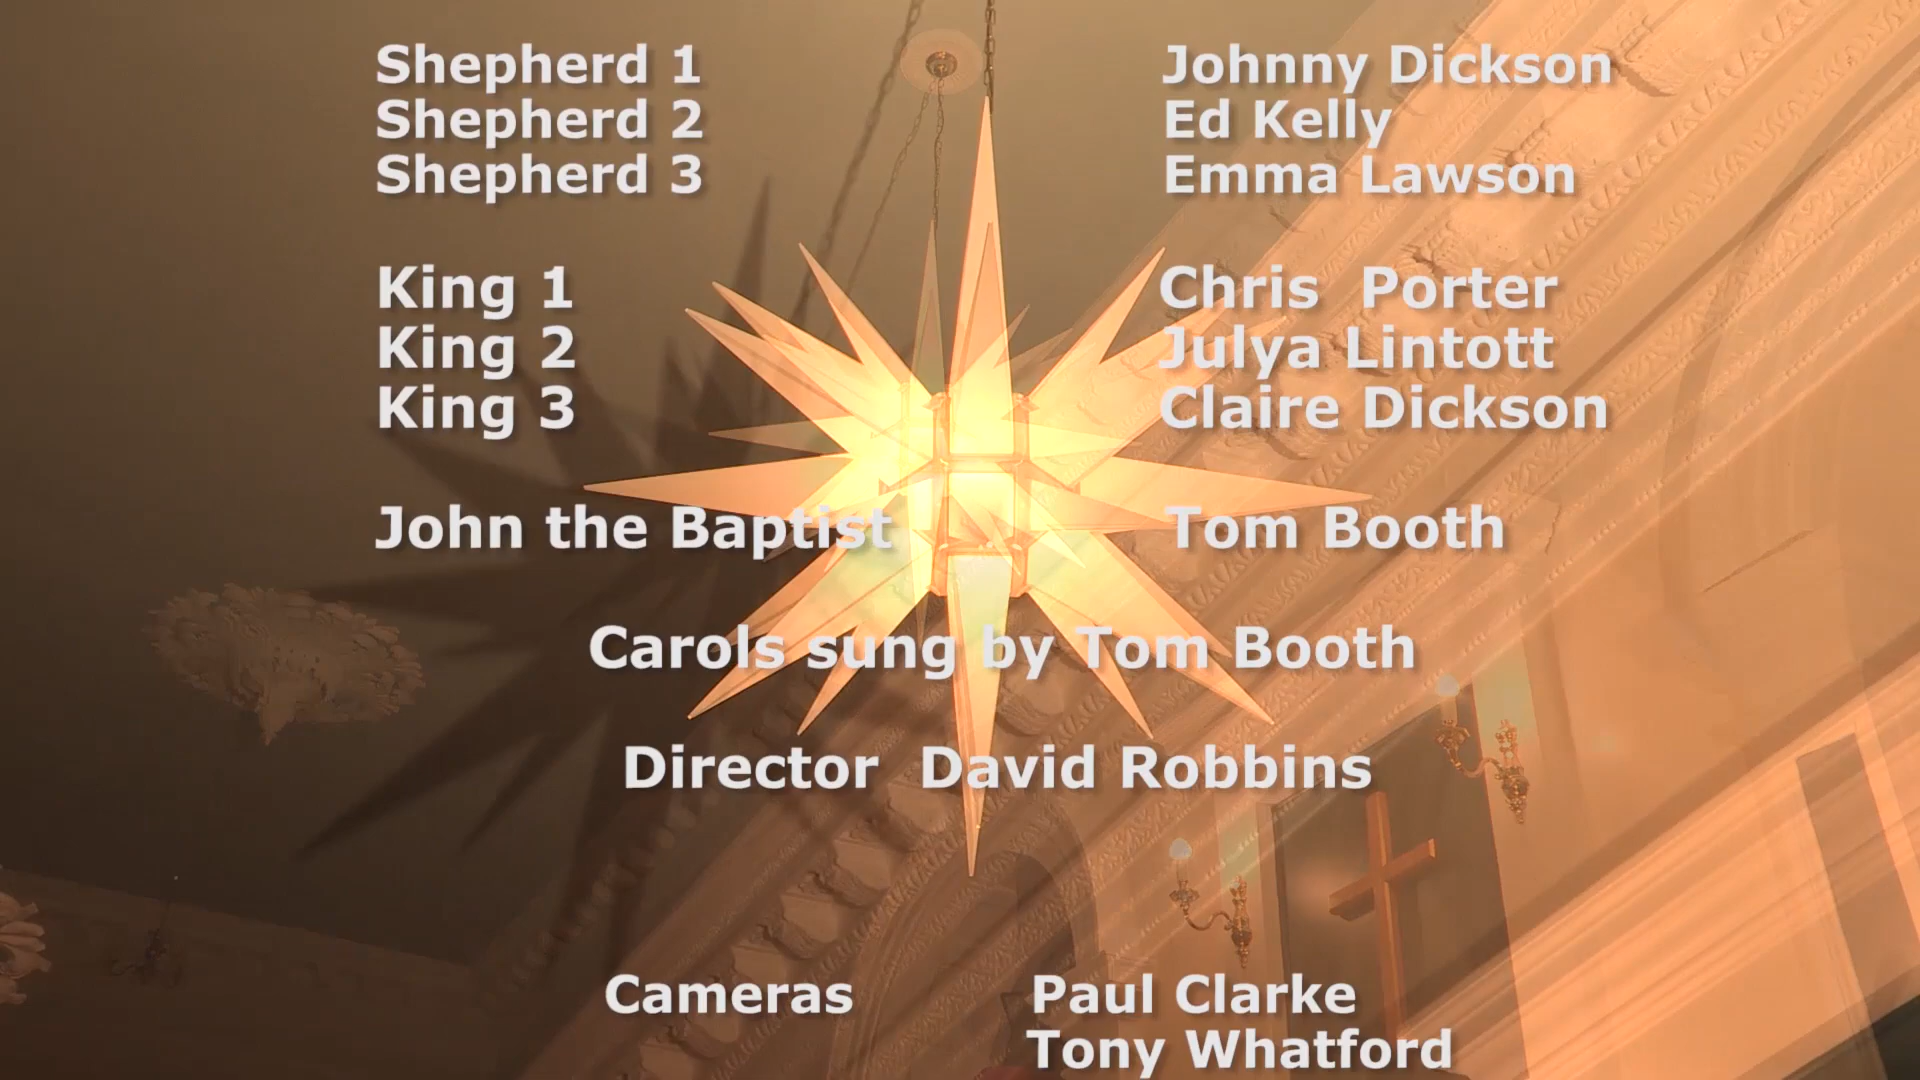 Shepherd 1 Johnny Dickson
Shepherd 2 Ed Kelly
Shepherd 3 Emma Lawson
King 1 Chris Porter
King 2 Julya Lintott
King 3 Claire Dickson
John the Baptist Tom Booth
Carols sung by Tom Booth
Director David Robbins
Cameras Paul Clarke
Tony Whatford